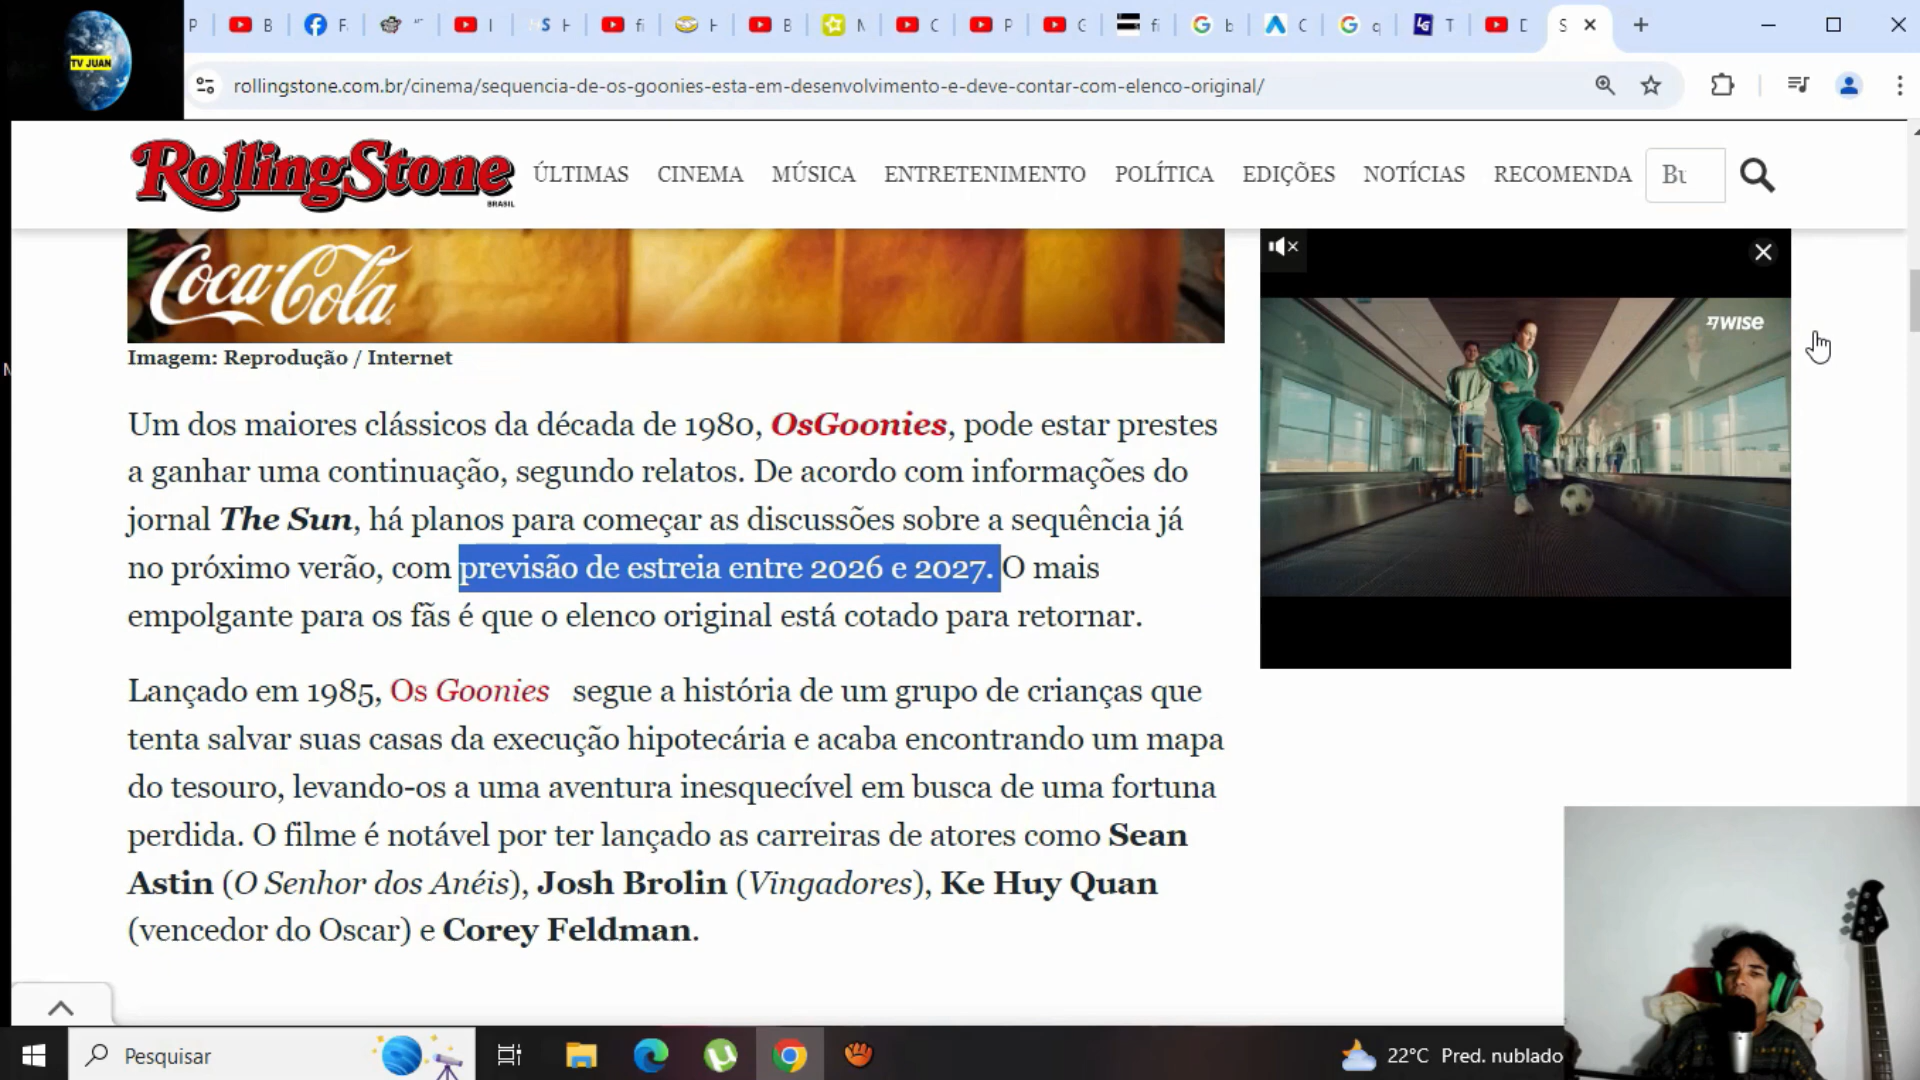 TV JUAN
P
B
F
I
H
fi
H
B
M
C
P
C
fi
b
C
q
T
D
S
rollingstone.com.br/cinema/sequencia-de-os-goonies-esta-em-desenvolvimento-e-deve-contar-com-elenco-original/
RollingStone
BRASIL
ÚLTIMAS CINEMA MÚSICA ENTRETENIMENTO POLÍTICA EDIÇÕES NOTÍCIAS RECOMENDA
Coca-Cola
WISE
Imagem: Reprodução / Internet
Um dos maiores clássicos da década de 1980, OsGoonies, pode estar prestes
a ganhar uma continuação, segundo relatos. De acordo com informações do
jornal The Sun, há planos para começar as discussões sobre a sequência já
no próximo verão, com previsão de estreia entre 2026 e 2027. O mais
empolgante para os fãs é que o elenco original está cotado para retornar.
Lançado em 1985, Os Goonies segue a história de um grupo de crianças que
tenta salvar suas casas da execução hipotecária e acaba encontrando um mapa
do tesouro, levando-os a uma aventura inesquecível em busca de uma fortuna
perdida. O filme é notável por ter lançado as carreiras de atores como Sean
Astin (O Senhor dos Anéis), Josh Brolin (Vingadores), Ke Huy Quan
(vencedor do Oscar) e Corey Feldman.
Pesquisar
22°C Pred. nublado